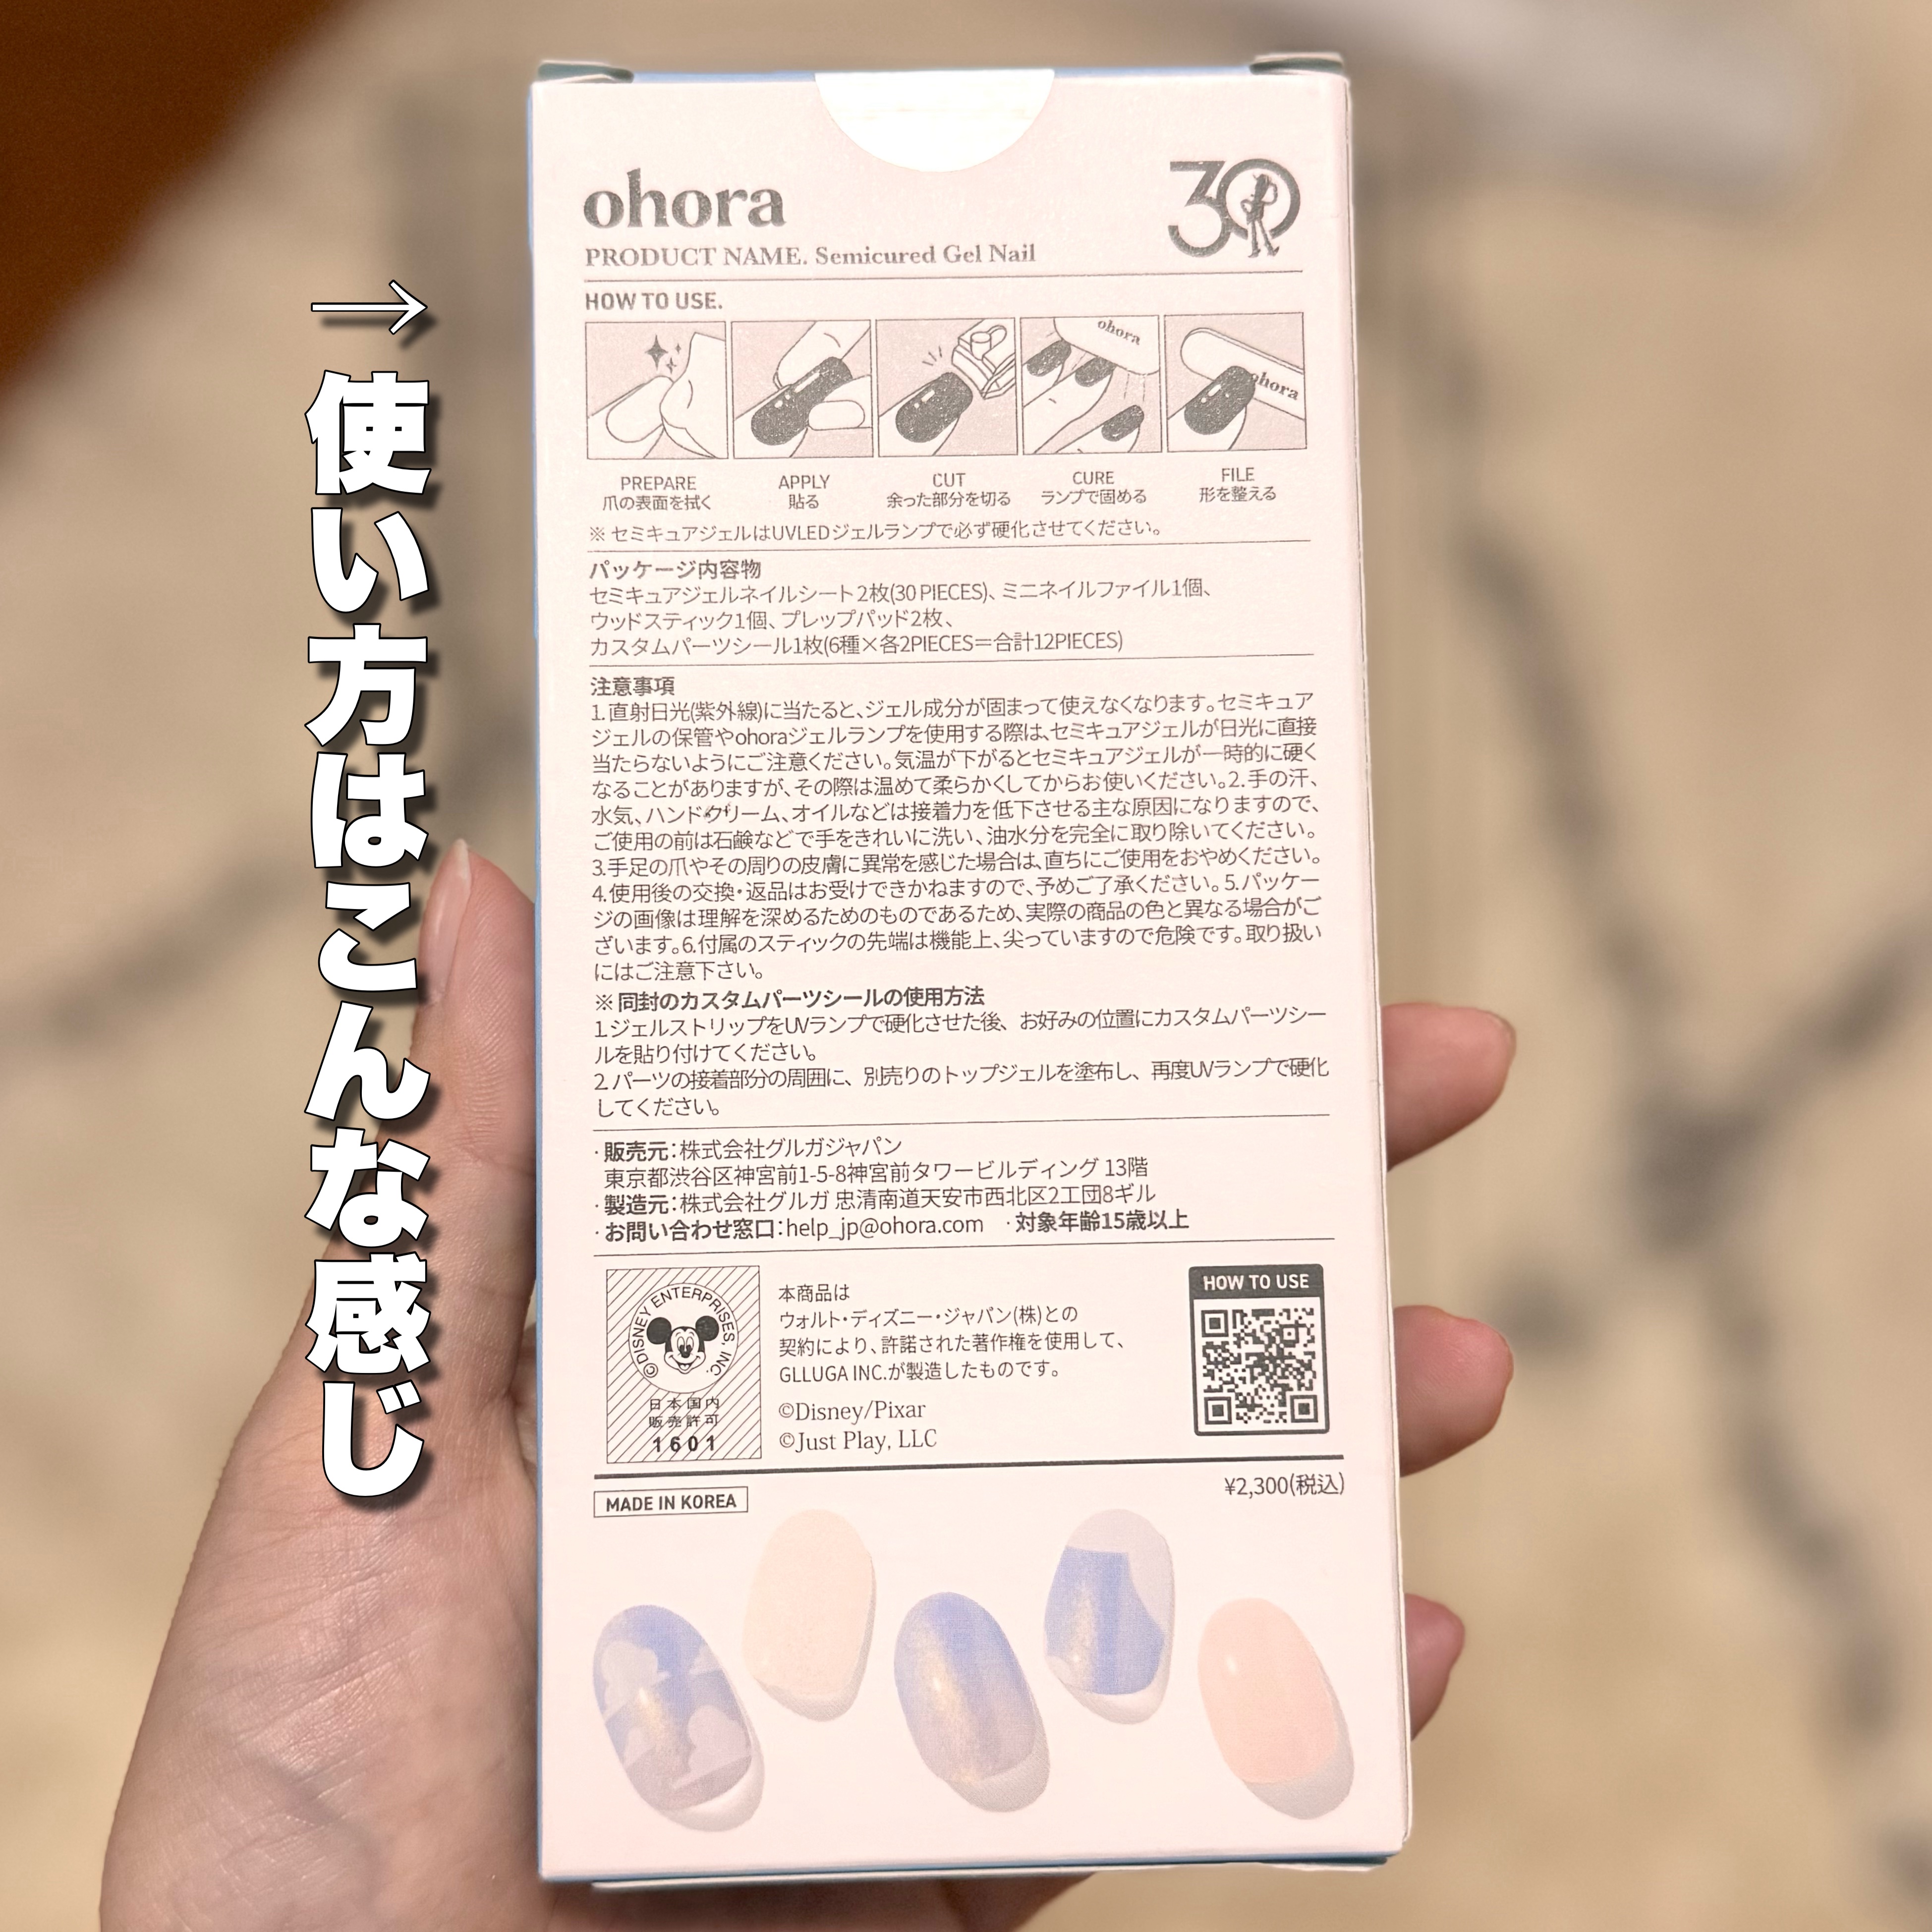 →使い方はこんな感じ
ohora
30
PRODUCT NAME. Semicured Gel Nail
HOW TO USE.
ohora
ohora
PREPARE
爪の表面を拭く
APPLY
貼る
CUT
余った部分を切る
CURE
ランプで固める
FILE
形を整える
※ セミキュアジェルはUVLEDジェルランプで必ず硬化させてください。
パッケージ内容物
セミキュアジェルネイルシート2枚(30 PIECES)、ミニネイルファイル1個、
ウッドスティック1個、プレップパッド2枚、
カスタムパーツシール1枚(6種×各2PIECES＝合計12PIECES)
注意事項
1.直射日光(紫外線)に当たると、ジェル成分が固まって使えなくなります。セミキュア
ジェルの保管やohoraジェルランプを使用する際は、セミキュアジェルが日光に直接
当たらないようにご注意ください。気温が下がるとセミキュアジェルが一時的に硬く
なることがありますが、その際は温めて柔らかくしてからお使いください。2.手の汗、
水気、ハンドクリーム、オイルなどは接着力を低下させる主な原因になりますので、
ご使用の前は石鹸などで手をきれいに洗い、油水分を完全に取り除いてください。
3.手足の爪やその周りの皮膚に異常を感じた場合は、直ちにご使用をおやめください。
4.使用後の交換・返品はお受けできかねますので、予めご了承ください。5.パッケー
ジの画像は理解を深めるためのものであるため、実際の商品の色と異なる場合がご
ざいます。6.付属のスティックの先端は機能上、尖っていますので危険です。取り扱い
にはご注意下さい。
※ 同封のカスタムパーツシールの使用方法
1.ジェルストリップをUVランプで硬化させた後、お好みの位置にカスタムパーツシー
ルを貼り付けてください。
2.パーツの接着部分の周囲に、別売りのトップジェルを塗布し、再度UVランプで硬化
してください。
・販売元：株式会社グルガジャパン
東京都渋谷区神宮前1-5-8神宮前タワービルディング 13階
・製造元：株式会社グルガ 忠清南道天安市西北区2工団8ギル
・お問い合わせ窓口：help_jp@ohora.com ・対象年齢15歳以上
©DISNEY ENTERPRISES, INC.
日本国内
販売許可
1601
本商品は
ウォルト・ディズニー・ジャパン(株)との
契約により、許諾された著作権を使用して、
GLLUGA INC.が製造したものです。
©Disney/Pixar
©Just Play, LLC
HOW TO USE
¥2,300(税込)
MADE IN KOREA